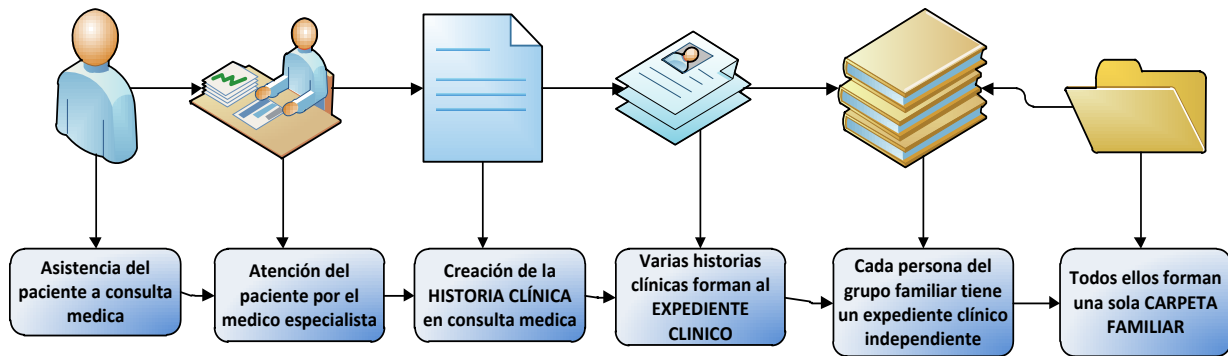 Asistencia del
paciente a consulta
medica
Atención del
paciente por el
medico especialista
Creación de la
HISTORIA CLÍNICA
en consulta medica
Varias historias
clínicas forman al
EXPEDIENTE
CLINICO
Cada persona del
grupo familiar tiene
un expediente clínico
independiente
Todos ellos forman
una sola CARPETA
FAMILIAR